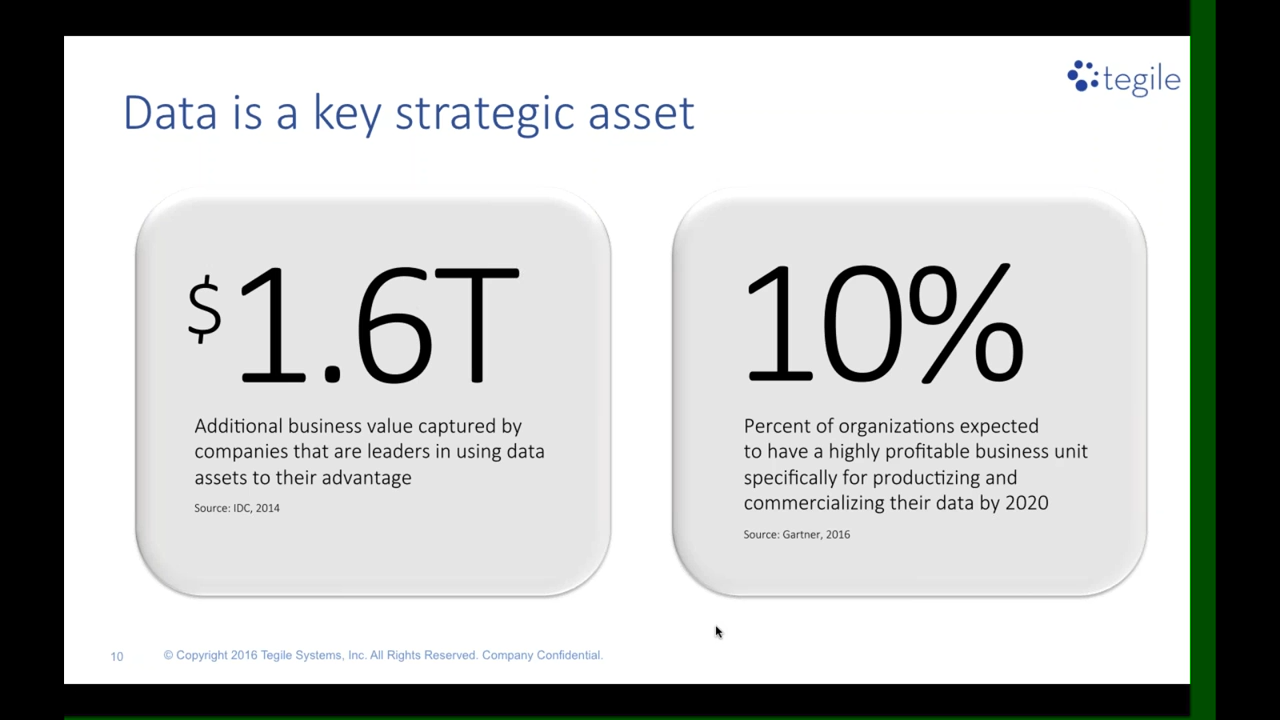 tegile
Data is a key strategic asset
$1.6T
Additional business value captured by
companies that are leaders in using data
assets to their advantage
Source: IDC, 2014
10%
Percent of organizations expected
to have a highly profitable business unit
specifically for productizing and
commercializing their data by 2020
Source: Gartner, 2016
10
© Copyright 2016 Tegile Systems, Inc. All Rights Reserved. Company Confidential.